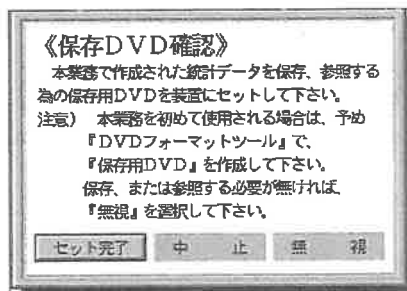 《保存DVD確認》
本業務で作成された統計データを保存、参照する
為の保存用DVDを装置にセットして下さい。
注意） 本業務を初めて使用される場合は、予め
『DVDフォーマットツール』で、
『保存用DVD』を作成して下さい。
保存、または参照する必要が無ければ、
『無視』を選択して下さい。
セット完了 中 止 無 視